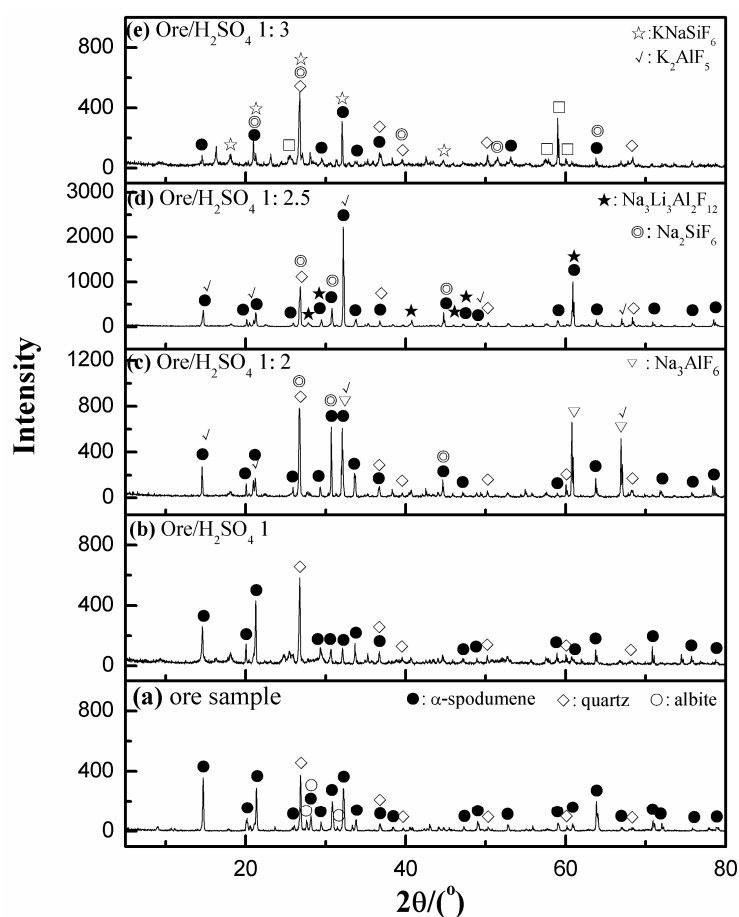 (e) Ore/H₂SO₄ 1: 3
☆:KNaSiF₆
✓: K₂AlF₅
800
400
0
(d) Ore/H₂SO₄ 1: 2.5
★: Na₃Li₃Al₂F₁₂
◎: Na₂SiF₆
3000
2000
1000
0
(c) Ore/H₂SO₄ 1: 2
▽: Na₃AlF₆
1200
800
400
0
(b) Ore/H₂SO₄ 1
800
400
0
(a) ore sample
●: α-spodumene ◇: quartz ○: albite
800
400
0
20 40 60 80
2θ/(°)
Intensity